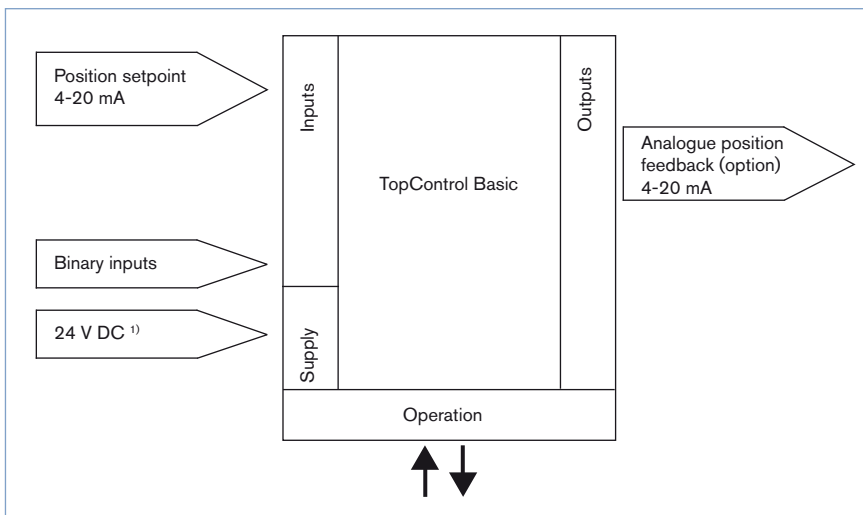 Position setpoint
4-20 mA
Inputs
Outputs
Analogue position
feedback (option)
4-20 mA
TopControl Basic
Binary inputs
24 V DC 1)
Supply
Operation